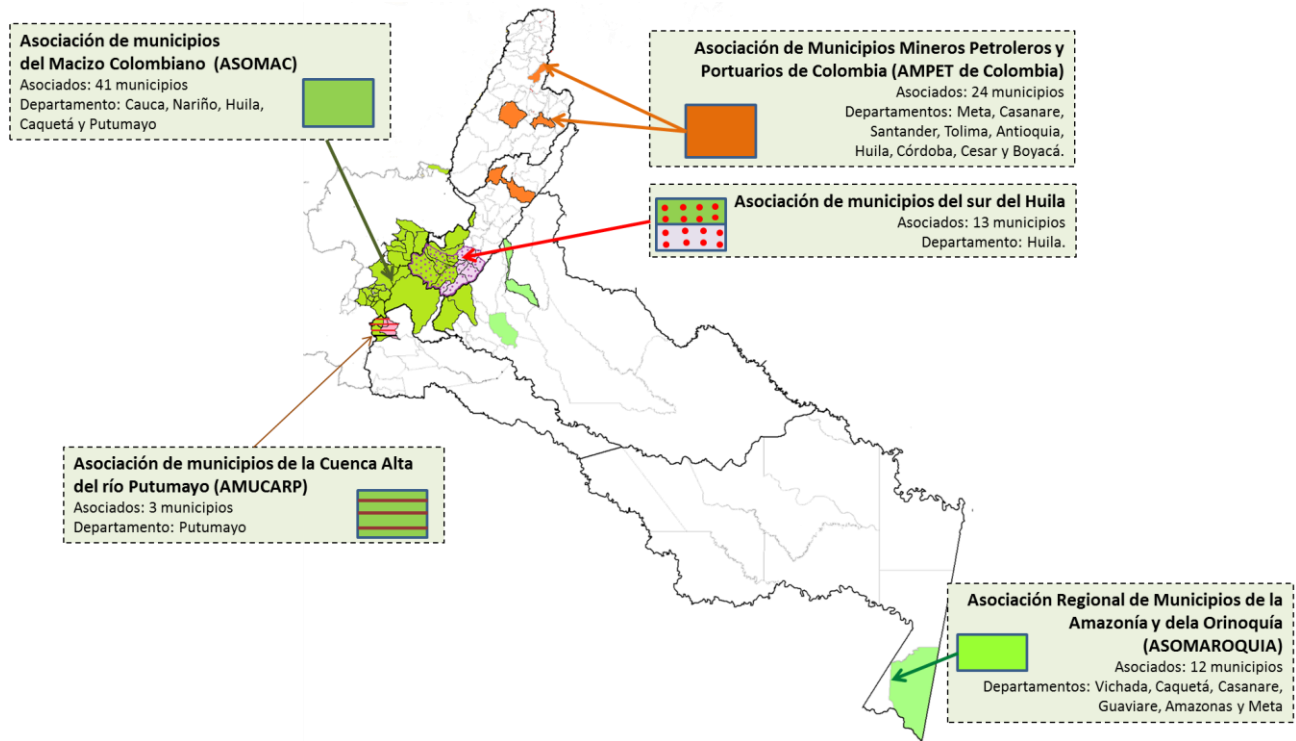 Asociación de municipios
del Macizo Colombiano (ASOMAC)
Asociados: 41 municipios
Departamento: Cauca, Nariño, Huila,
Caquetá y Putumayo
Asociación de Municipios Mineros Petroleros y
Portuarios de Colombia (AMPET de Colombia)
Asociados: 24 municipios
Departamentos: Meta, Casanare,
Santander, Tolima, Antioquia,
Huila, Córdoba, Cesar y Boyacá.
Asociación de municipios del sur del Huila
Asociados: 13 municipios
Departamento: Huila.
Asociación de municipios de la Cuenca Alta
del río Putumayo (AMUCARP)
Asociados: 3 municipios
Departamento: Putumayo
Asociación Regional de Municipios de la
Amazonía y dela Orinoquía
(ASOMAROQUIA)
Asociados: 12 municipios
Departamentos: Vichada, Caquetá, Casanare,
Guaviare, Amazonas y Meta